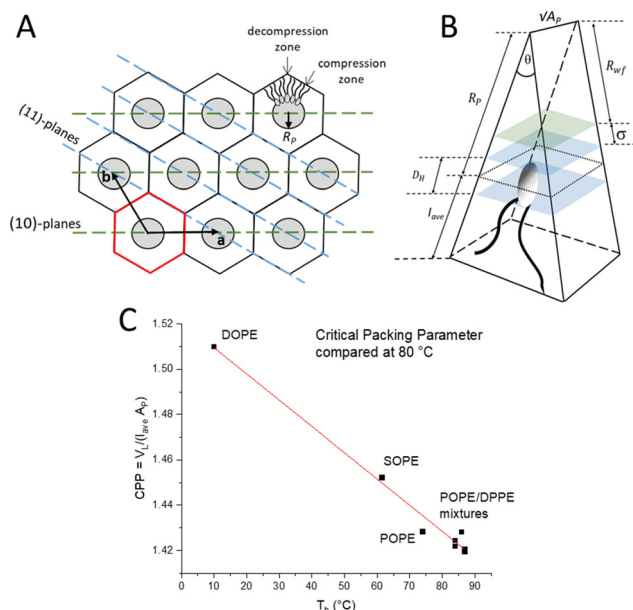 A
decompression
zone
compression
zone
(11)-planes
R_P
b
(10)-planes
a
B
√A_P
θ
R_wf
R_P
σ
D_H
l_ave
C
Critical Packing Parameter
compared at 80 °C
CPP = V_L/(l_ave A_P)
1.52
1.50
1.48
1.46
1.44
1.42
DOPE
SOPE
POPE/DPPE
mixtures
POPE
0 10 20 30 40 50 60 70 80 90 100
T_h (°C)